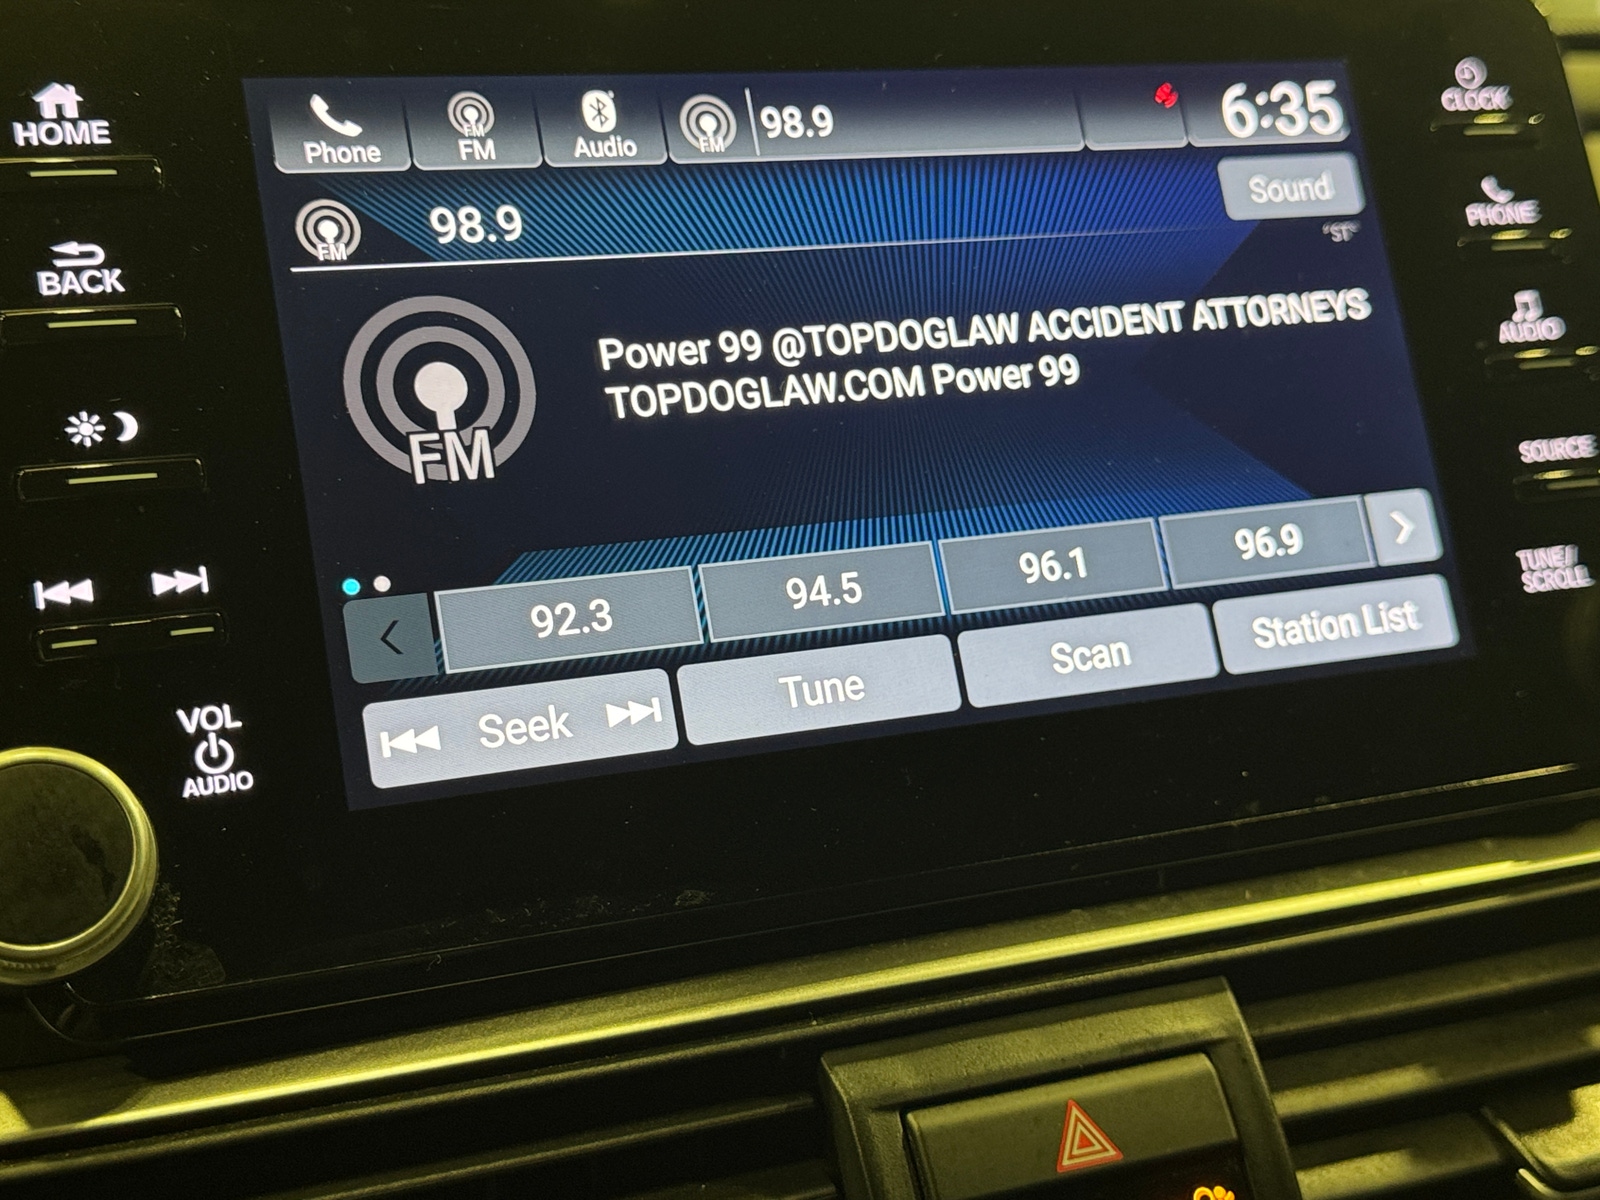 HOME
BACK
VOL
AUDIO
Phone
FM
FM
Audio
FM
98.9
6:35
FM
98.9
Sound
"ST"
FM
Power 99 @TOPDOGLAW ACCIDENT ATTORNEYS
TOPDOGLAW.COM Power 99
92.3
94.5
96.1
96.9
Seek
Tune
Scan
Station List
CLOCK
PHONE
AUDIO
SOURCE
TUNE/
SCROLL